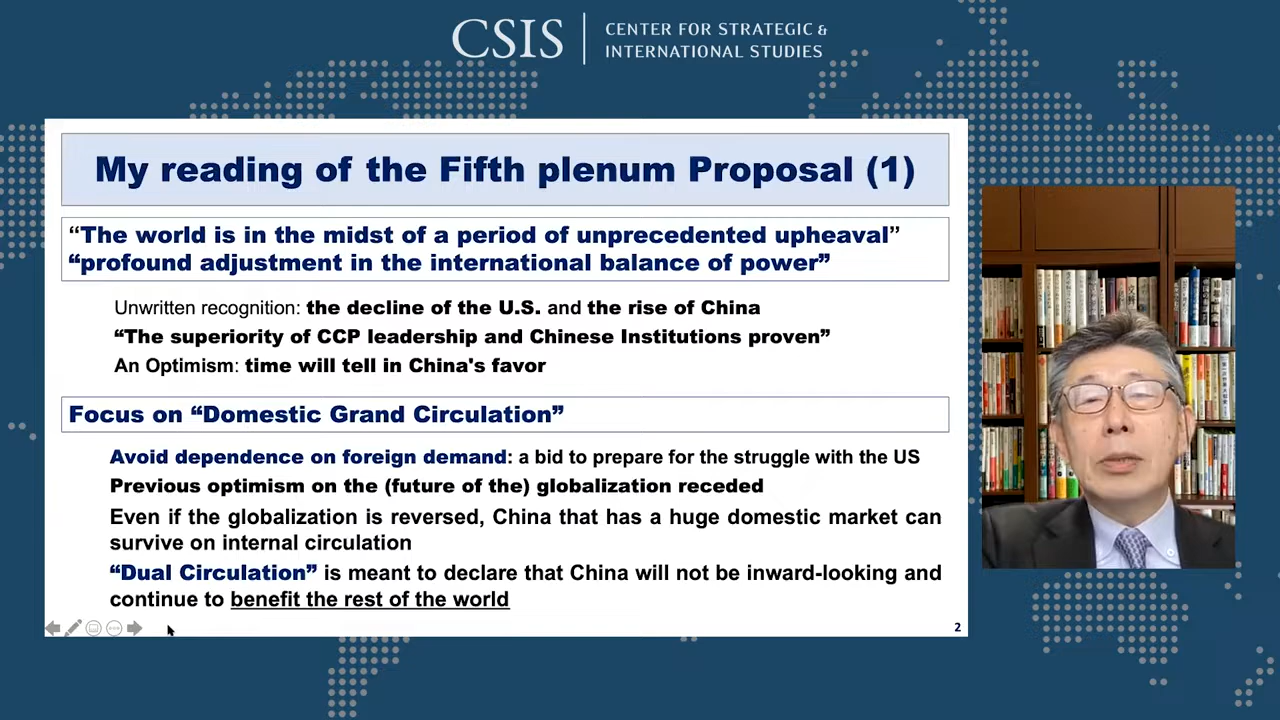 CSIS
CENTER FOR STRATEGIC &
INTERNATIONAL STUDIES
My reading of the Fifth plenum Proposal (1)
“The world is in the midst of a period of unprecedented upheaval”
“profound adjustment in the international balance of power”
Unwritten recognition: the decline of the U.S. and the rise of China
“The superiority of CCP leadership and Chinese Institutions proven”
An Optimism: time will tell in China's favor
Focus on “Domestic Grand Circulation”
Avoid dependence on foreign demand: a bid to prepare for the struggle with the US
Previous optimism on the (future of the) globalization receded
Even if the globalization is reversed, China that has a huge domestic market can
survive on internal circulation
“Dual Circulation” is meant to declare that China will not be inward-looking and
continue to benefit the rest of the world
2